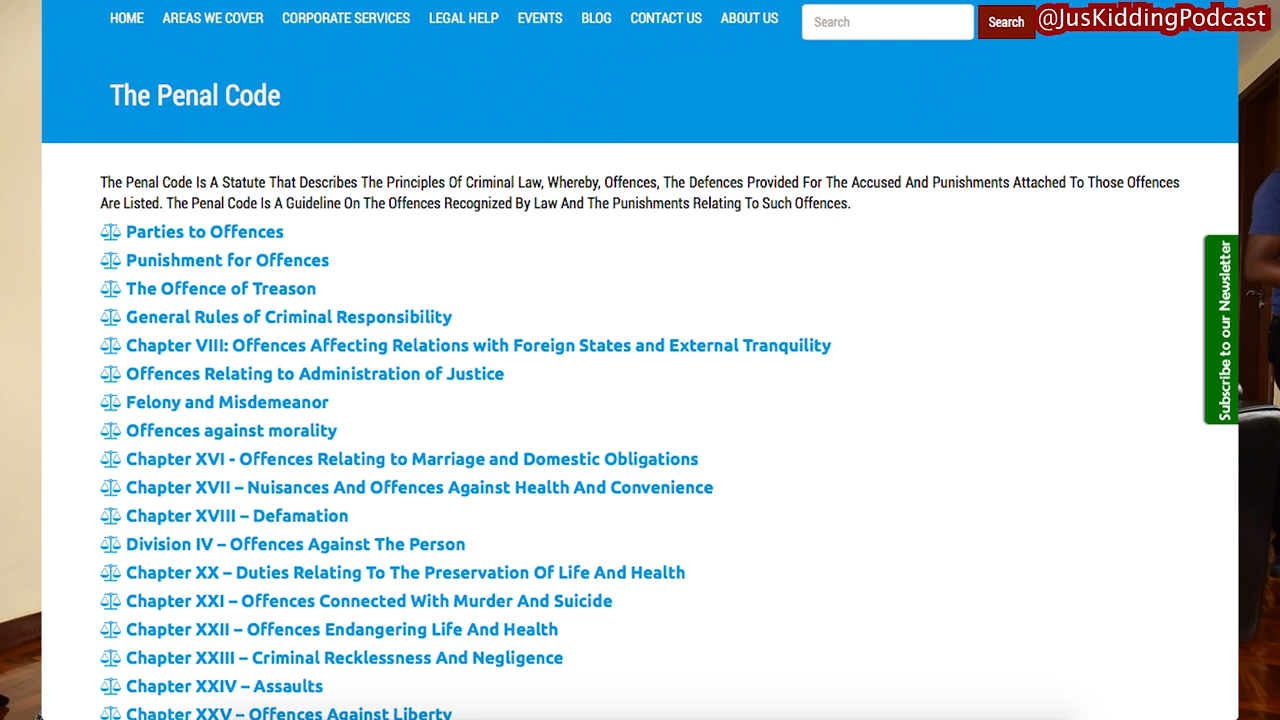 HOME AREAS WE COVER CORPORATE SERVICES LEGAL HELP EVENTS BLOG CONTACT US ABOUT US Search Search @JusKiddingPodcast
The Penal Code
The Penal Code Is A Statute That Describes The Principles Of Criminal Law, Whereby, Offences, The Defences Provided For The Accused And Punishments Attached To Those Offences
Are Listed. The Penal Code Is A Guideline On The Offences Recognized By Law And The Punishments Relating To Such Offences.
Parties to Offences
Punishment for Offences
The Offence of Treason
General Rules of Criminal Responsibility
Chapter VIII: Offences Affecting Relations with Foreign States and External Tranquility
Offences Relating to Administration of Justice
Felony and Misdemeanor
Offences against morality
Chapter XVI - Offences Relating to Marriage and Domestic Obligations
Chapter XVII – Nuisances And Offences Against Health And Convenience
Chapter XVIII – Defamation
Division IV – Offences Against The Person
Chapter XX – Duties Relating To The Preservation Of Life And Health
Chapter XXI – Offences Connected With Murder And Suicide
Chapter XXII – Offences Endangering Life And Health
Chapter XXIII – Criminal Recklessness And Negligence
Chapter XXIV – Assaults
Chapter XXV – Offences Against Liberty
Subscribe to our Newsletter